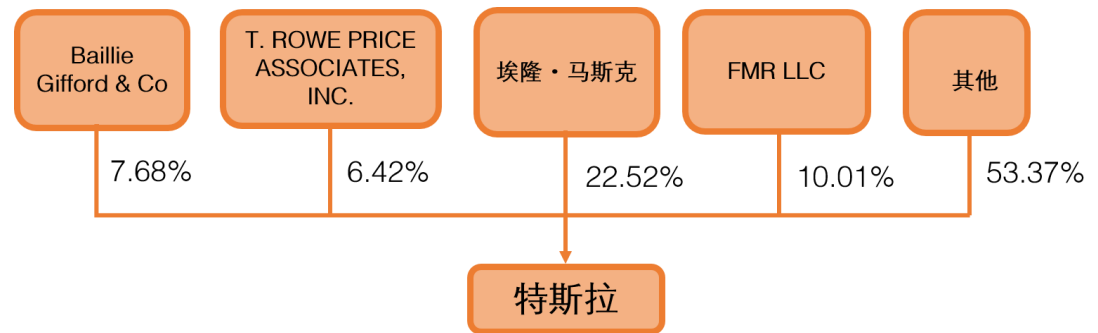 Baillie
Gifford & Co
T. ROWE PRICE
ASSOCIATES,
INC.
埃隆·马斯克
FMR LLC
其他
7.68%
6.42%
22.52%
10.01%
53.37%
特斯拉